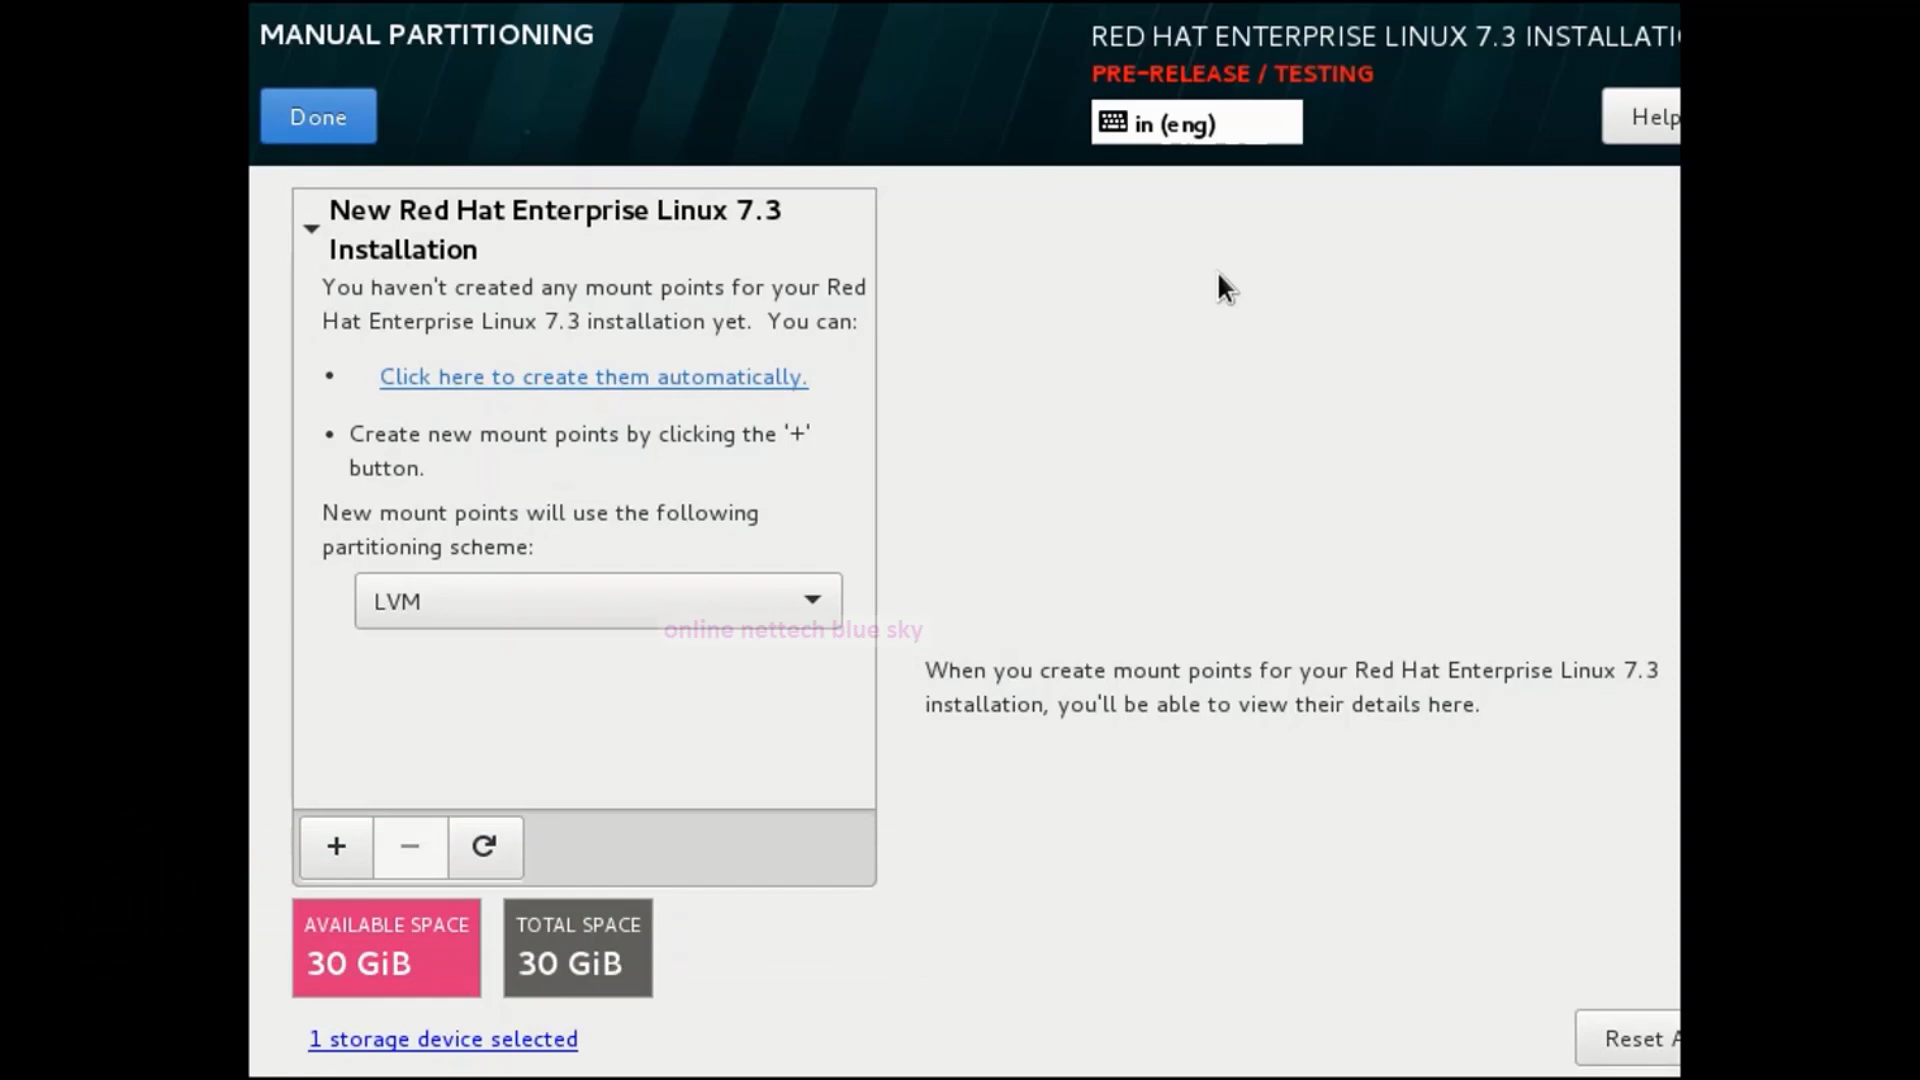 MANUAL PARTITIONING
RED HAT ENTERPRISE LINUX 7.3 INSTALLATI
PRE-RELEASE / TESTING
Done
in (eng)
Help
New Red Hat Enterprise Linux 7.3
Installation
You haven't created any mount points for your Red
Hat Enterprise Linux 7.3 installation yet. You can:
• Click here to create them automatically.
• Create new mount points by clicking the '+'
button.
New mount points will use the following
partitioning scheme:
LVM
online nettech blue sky
When you create mount points for your Red Hat Enterprise Linux 7.3
installation, you'll be able to view their details here.
+ −
AVAILABLE SPACE
30 GiB
TOTAL SPACE
30 GiB
1 storage device selected
Reset A